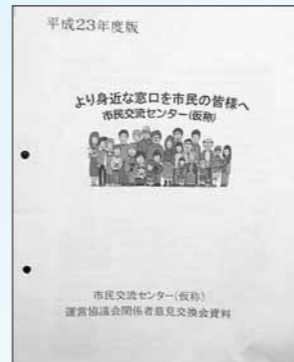 平成23年度版
より身近な窓口を市民の皆様へ
市民交流センター(仮称)
市民交流センター(仮称)
運営協議会関係者意見交換会資料